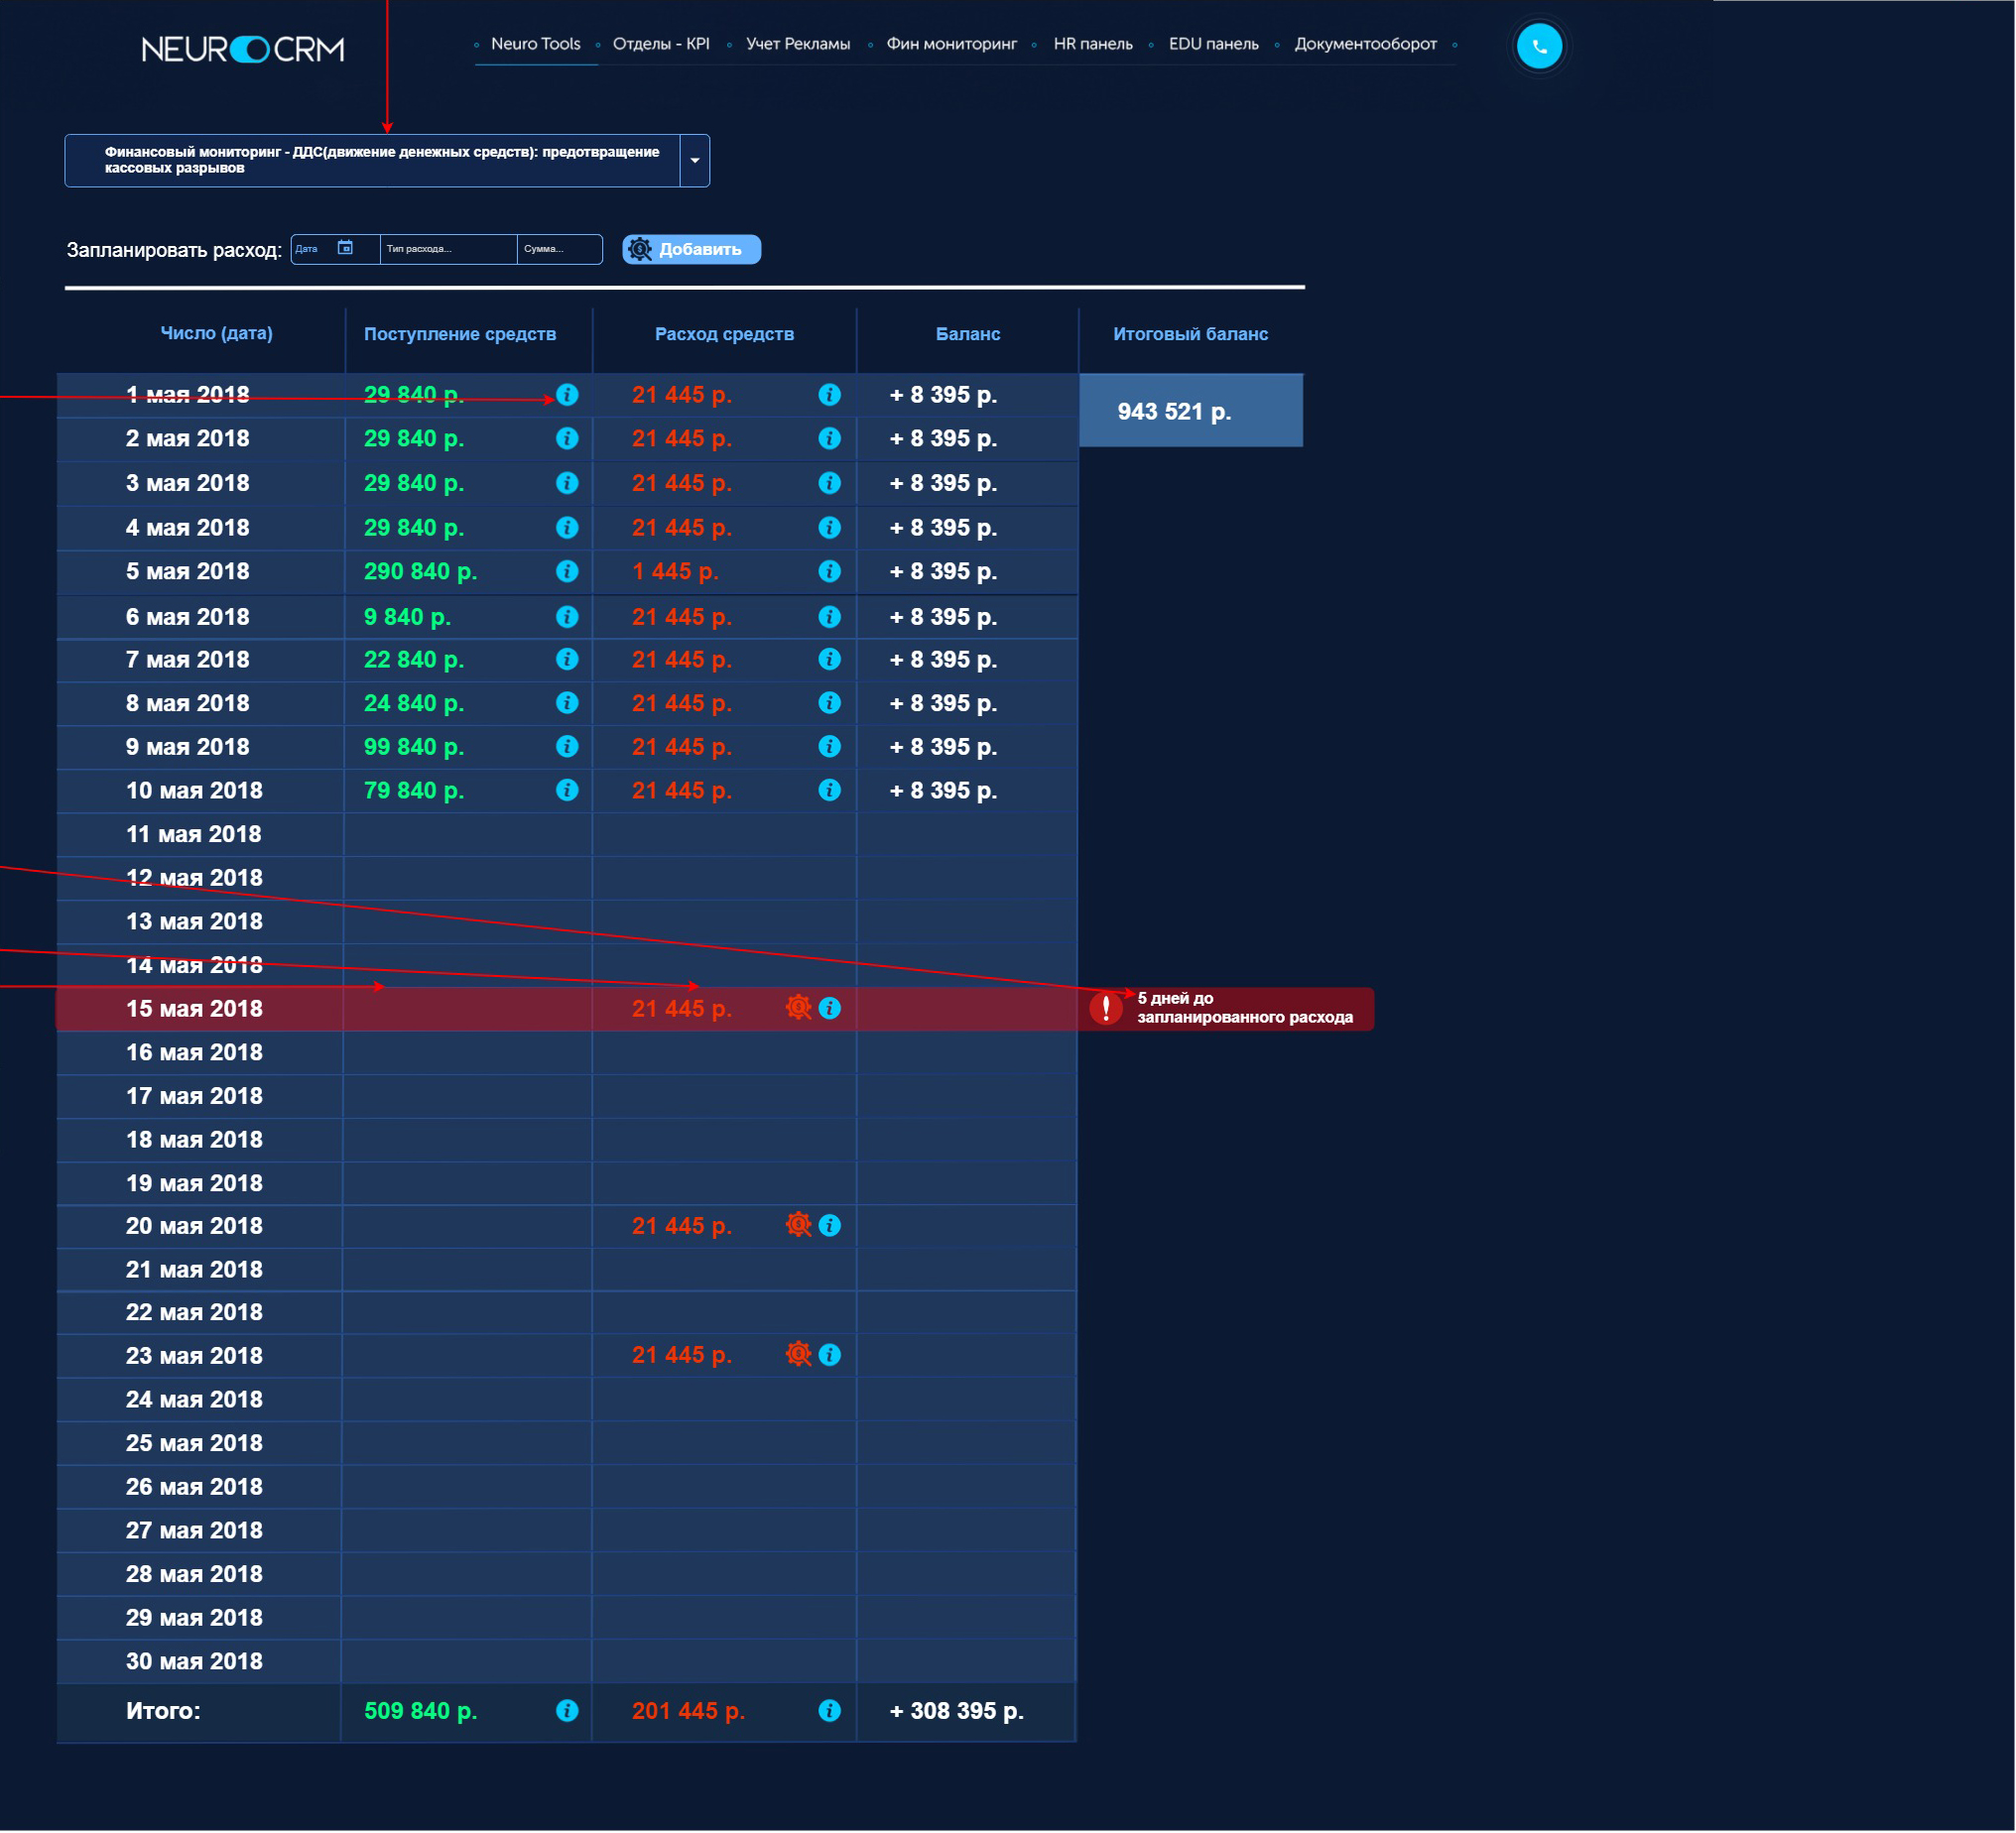 NEUROCRM
Neuro Tools Отделы - KPI Учет Рекламы Фин мониторинг HR панель EDU панель Документооборот
Финансовый мониторинг - ДДС(движение денежных средств): предотвращение
кассовых разрывов
Запланировать расход: Дата Тип расхода... Сумма... Добавить
Число (дата) Поступление средств Расход средств Баланс Итоговый баланс
1 мая 2018 29 840 р. 21 445 р. + 8 395 р. 943 521 р.
2 мая 2018 29 840 р. 21 445 р. + 8 395 р.
3 мая 2018 29 840 р. 21 445 р. + 8 395 р.
4 мая 2018 29 840 р. 21 445 р. + 8 395 р.
5 мая 2018 290 840 р. 1 445 р. + 8 395 р.
6 мая 2018 9 840 р. 21 445 р. + 8 395 р.
7 мая 2018 22 840 р. 21 445 р. + 8 395 р.
8 мая 2018 24 840 р. 21 445 р. + 8 395 р.
9 мая 2018 99 840 р. 21 445 р. + 8 395 р.
10 мая 2018 79 840 р. 21 445 р. + 8 395 р.
11 мая 2018
12 мая 2018
13 мая 2018
14 мая 2018
15 мая 2018 21 445 р. 5 дней до
запланированного расхода
16 мая 2018
17 мая 2018
18 мая 2018
19 мая 2018
20 мая 2018 21 445 р.
21 мая 2018
22 мая 2018
23 мая 2018 21 445 р.
24 мая 2018
25 мая 2018
26 мая 2018
27 мая 2018
28 мая 2018
29 мая 2018
30 мая 2018
Итого: 509 840 р. 201 445 р. + 308 395 р.